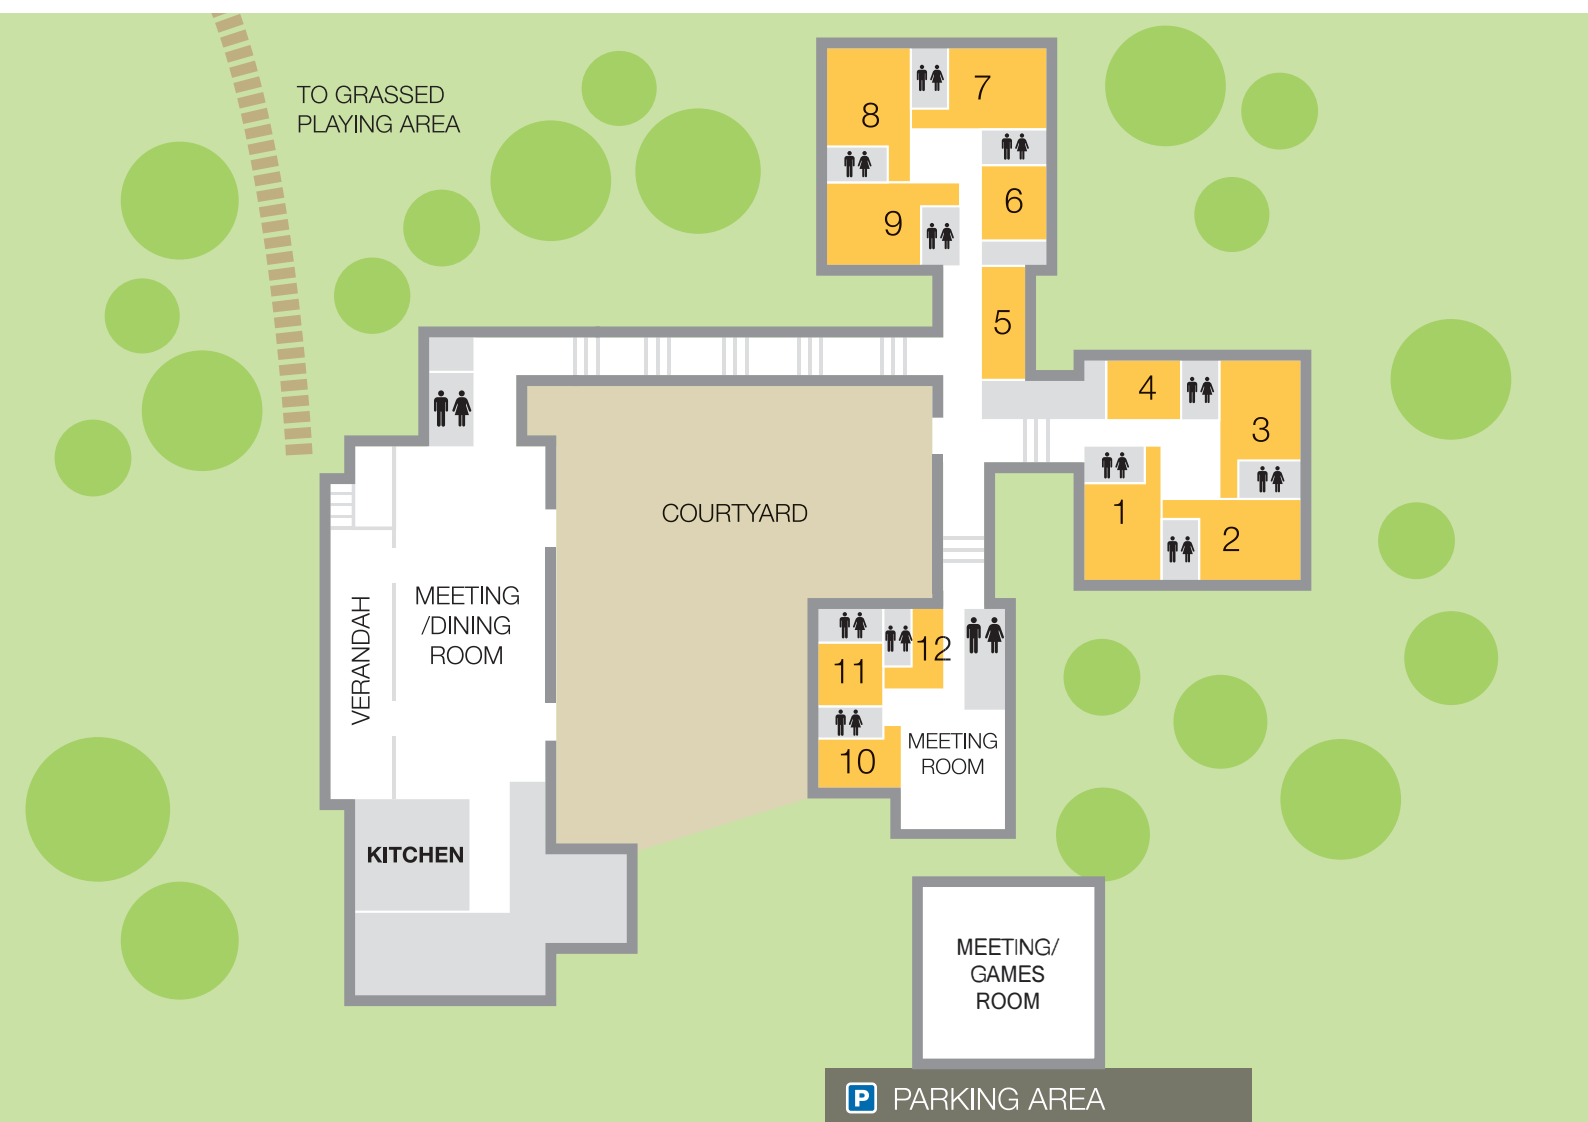 TO GRASSED
PLAYING AREA
7
8
6
9
5
4
3
1
2
COURTYARD
MEETING
/DINING
ROOM
VERANDAH
12
11
10
MEETING
ROOM
KITCHEN
MEETING/
GAMES
ROOM
P PARKING AREA